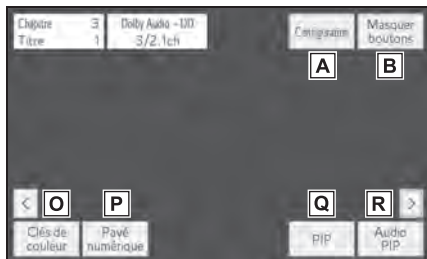 Chapitre 3
Titre 1
Dolby Audio - DD
3/2.1ch
Configuration
Masquer
boutons
A
B
<
O
P
Q
R
>
Clés de
couleur
Pavé
numérique
PIP
Audio
PIP